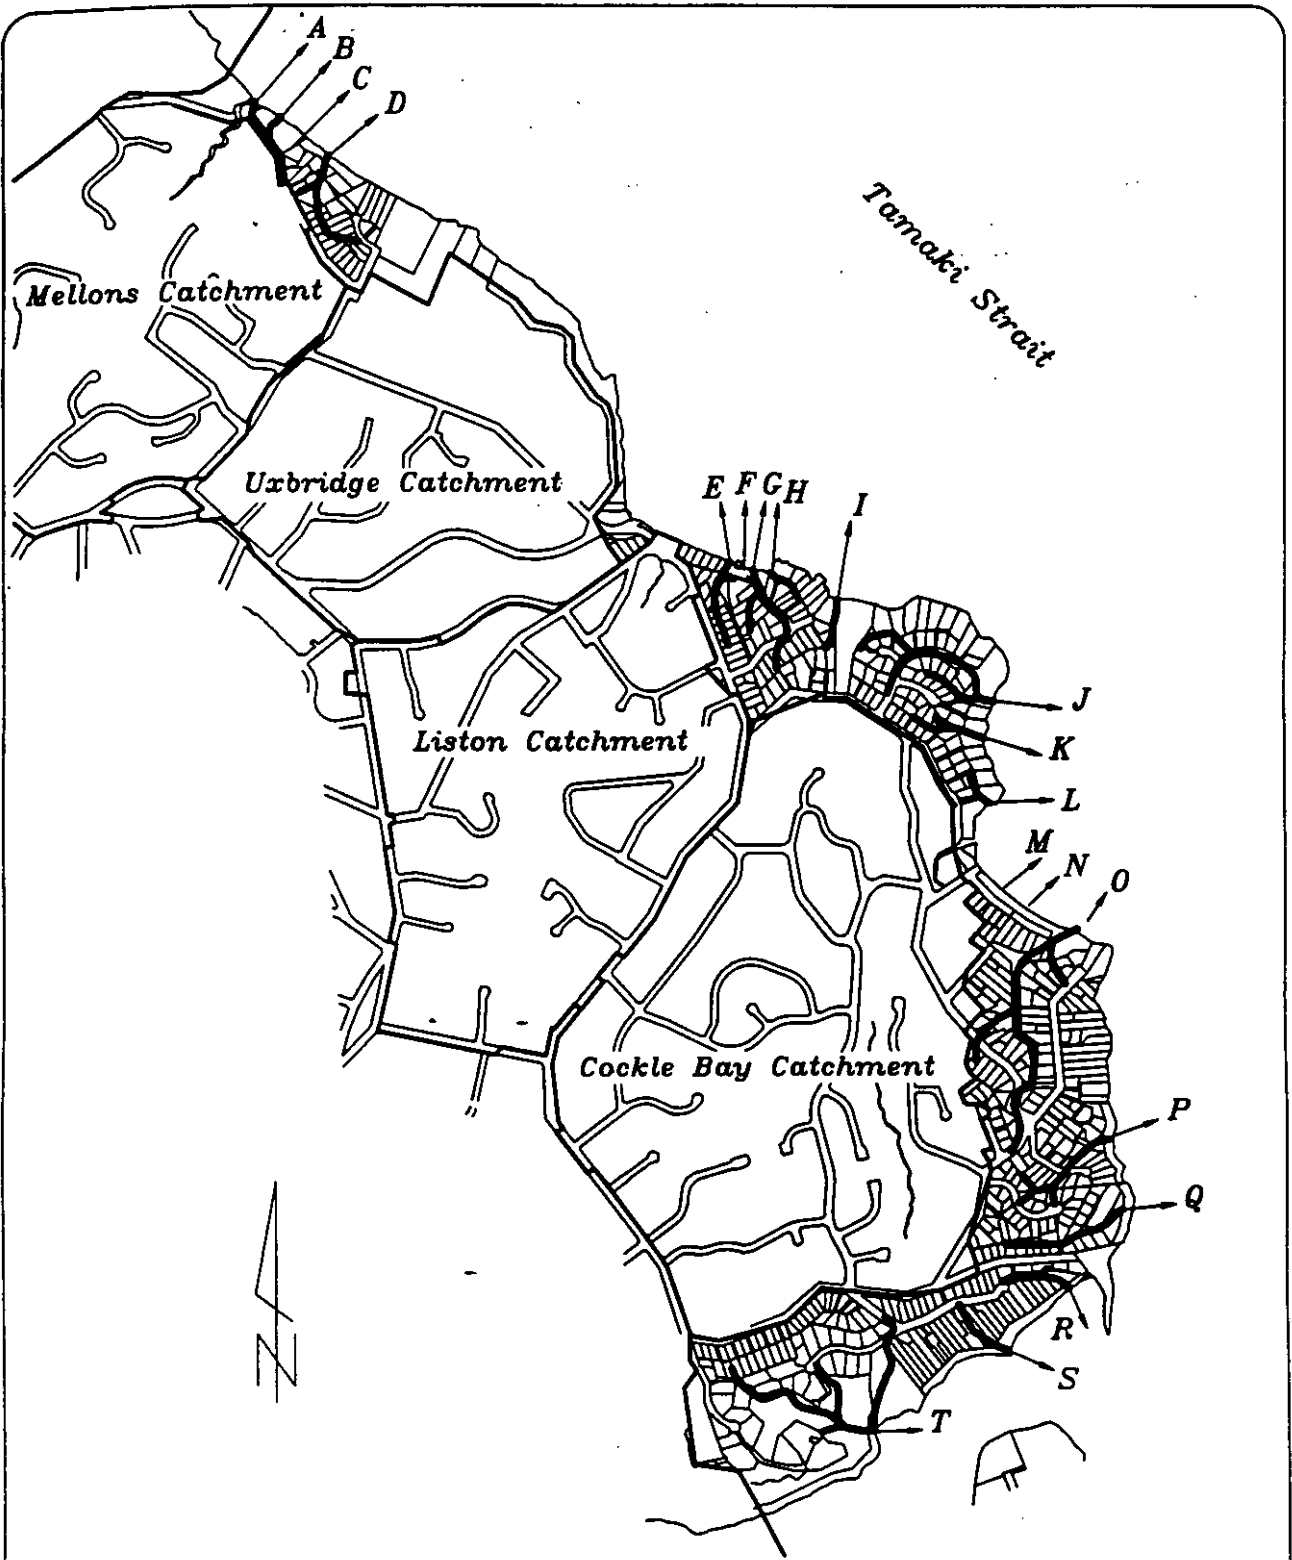 A
B
C
D
Tamaki Strait
Mellons Catchment
Uxbridge Catchment
E F G H
I
J
Liston Catchment
K
L
M
N
O
Cockle Bay Catchment
P
Q
R
S
T
N